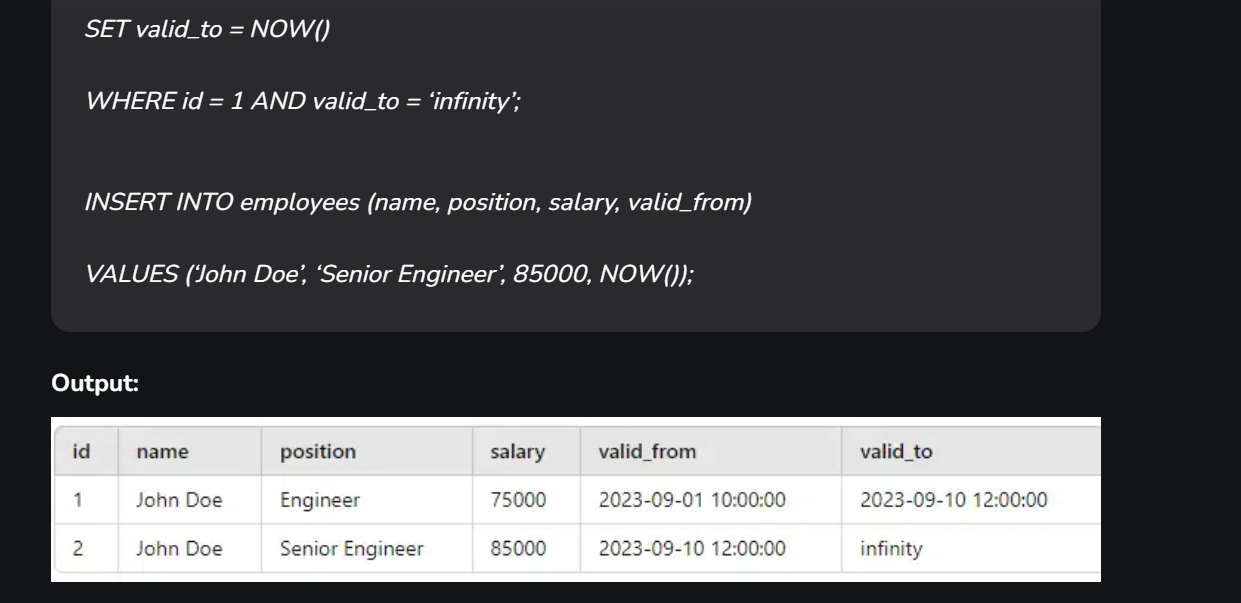 SET valid_to = NOW()
WHERE id = 1 AND valid_to = ‘infinity’;
INSERT INTO employees (name, position, salary, valid_from)
VALUES (‘John Doe’, ‘Senior Engineer’, 85000, NOW());
Output:
id name position salary valid_from valid_to
1 John Doe Engineer 75000 2023-09-01 10:00:00 2023-09-10 12:00:00
2 John Doe Senior Engineer 85000 2023-09-10 12:00:00 infinity